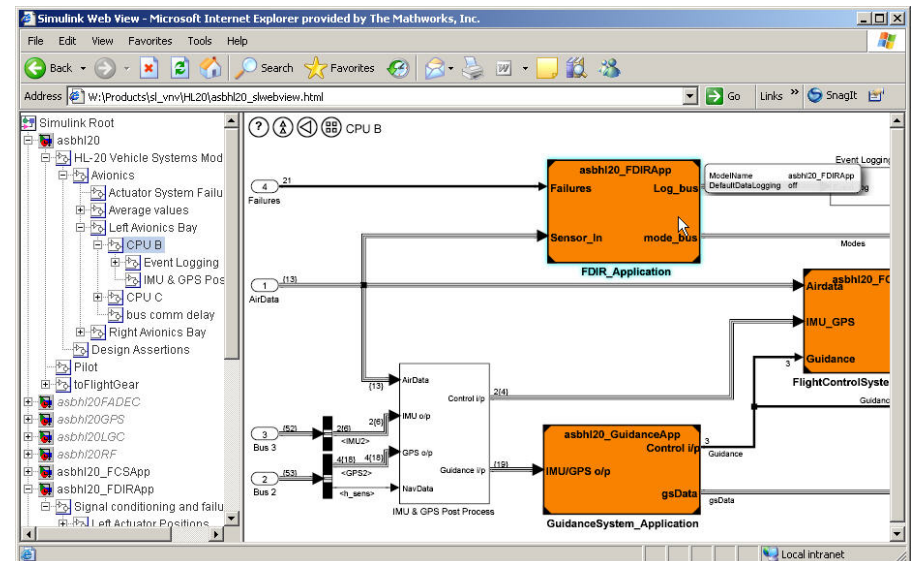 Simulink Web View - Microsoft Internet Explorer provided by The Mathworks, Inc.
File Edit View Favorites Tools Help
Back Search Favorites
Address W:\Products\sl_vnv\HL20\asbhl20_slwebview.html Go Links » SnagIt
Simulink Root
asbhl20
HL-20 Vehicle Systems Mod
Avionics
Actuator System Failu
Average values
Left Avionics Bay
CPU B
Event Logging
IMU & GPS Pos
CPU C
bus comm delay
Right Avionics Bay
Design Assertions
Pilot
toFlightGear
asbhl20FADEC
asbhl20GPS
asbhl20LGC
asbhl20RF
asbhl20_FCSApp
asbhl20_FDIRApp
Signal conditioning and failu
Left Actuator Positions
? CPU B
4 21
Failures
asbhl20_FDIRApp
Failures Log_bus
Sensor_In mode_bus
FDIR_Application
ModelName asbhl20_FDIRApp
DefaultDataLogging off
Event Loggin
Modes
1 {13}
AirData
asbhl20_FC
Airdata
IMU_GPS
3 Guidance
FlightControlSyste
Guidanc
{13} AirData
Control i/p 2{4}
3 {52} 2{6} 2{6} IMU o/p
Bus 3 <IMU2>
4{18} 4{18} GPS o/p
2 {53} <GPS2>
Guidance i/p {19}
Bus 2 <h_sens> NavData
IMU & GPS Post Process
asbhl20_GuidanceApp
Control i/p 3 Guidance
IMU/GPS o/p
gsData gsData
GuidanceSystem_Application
Local intranet